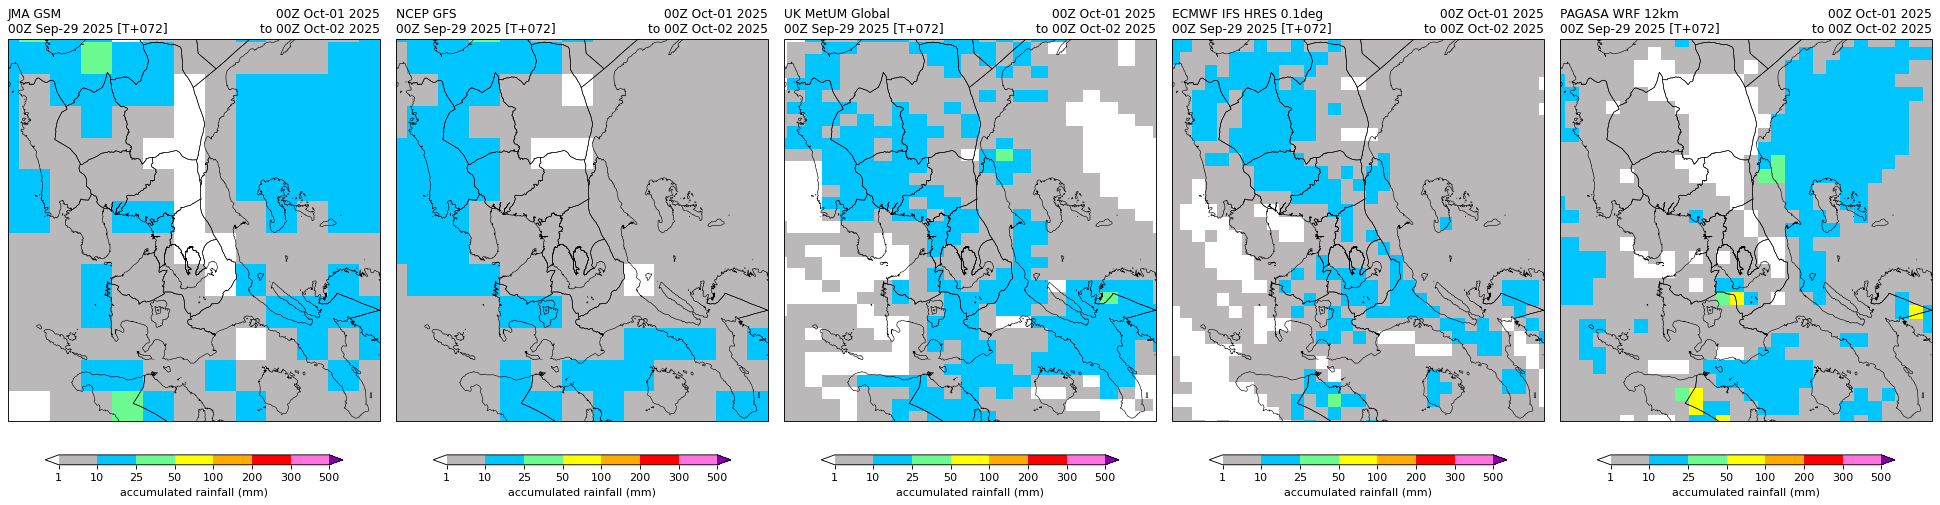 JMA GSM 00Z Oct-01 2025
00Z Sep-29 2025 [T+072] to 00Z Oct-02 2025
1 10 25 50 100 200 300 500
accumulated rainfall (mm)
NCEP GFS 00Z Oct-01 2025
00Z Sep-29 2025 [T+072] to 00Z Oct-02 2025
1 10 25 50 100 200 300 500
accumulated rainfall (mm)
UK MetUM Global 00Z Oct-01 2025
00Z Sep-29 2025 [T+072] to 00Z Oct-02 2025
1 10 25 50 100 200 300 500
accumulated rainfall (mm)
ECMWF IFS HRES 0.1deg 00Z Oct-01 2025
00Z Sep-29 2025 [T+072] to 00Z Oct-02 2025
1 10 25 50 100 200 300 500
accumulated rainfall (mm)
PAGASA WRF 12km 00Z Oct-01 2025
00Z Sep-29 2025 [T+072] to 00Z Oct-02 2025
1 10 25 50 100 200 300 500
accumulated rainfall (mm)